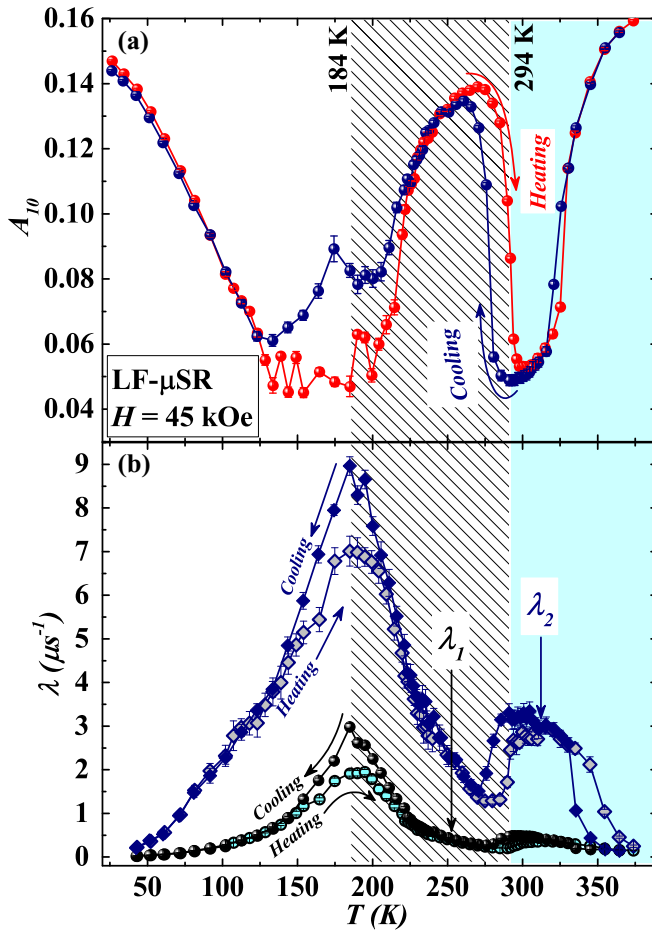 (a)
184 K
294 K
0.16
0.14
0.12
0.10
0.08
0.06
0.04
A₁₀
Heating
Cooling
LF-μSR
H = 45 kOe
(b)
9
8
7
6
5
4
3
2
1
0
λ (μs⁻¹)
Cooling
Heating
λ₁
λ₂
Cooling
Heating
50 100 150 200 250 300 350
T (K)